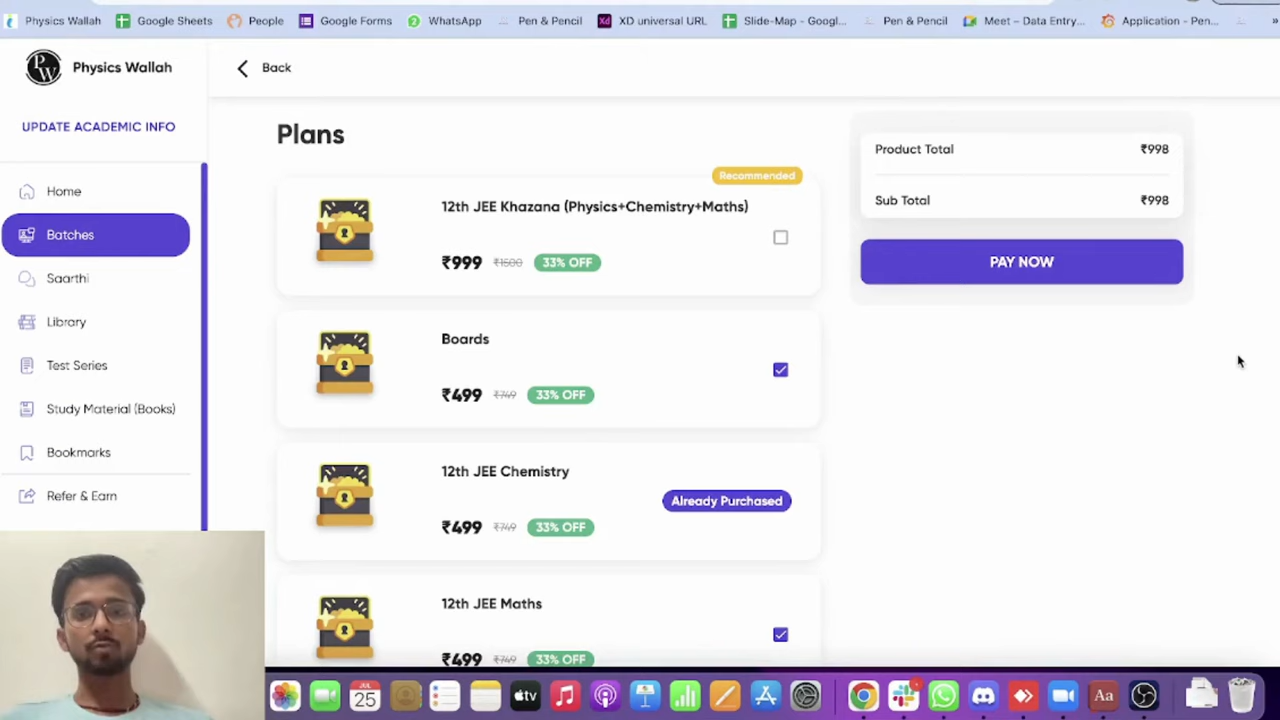 Physics Wallah
Google Sheets
People
Google Forms
WhatsApp
Pen & Pencil
XD universal URL
Slide-Map - Googl...
Pen & Pencil
Meet – Data Entry...
Application - Pen...
»
PW
Physics Wallah
Back
UPDATE ACADEMIC INFO
Home
Batches
Saarthi
Library
Test Series
Study Material (Books)
Bookmarks
Refer & Earn
Plans
Recommended
12th JEE Khazana (Physics+Chemistry+Maths)
₹999 ₹1500 33% OFF
Boards
₹499 ₹749 33% OFF
12th JEE Chemistry
Already Purchased
₹499 ₹749 33% OFF
12th JEE Maths
₹499 ₹749 33% OFF
Product Total ₹998
Sub Total ₹998
PAY NOW
JUL
25
tv
Aa